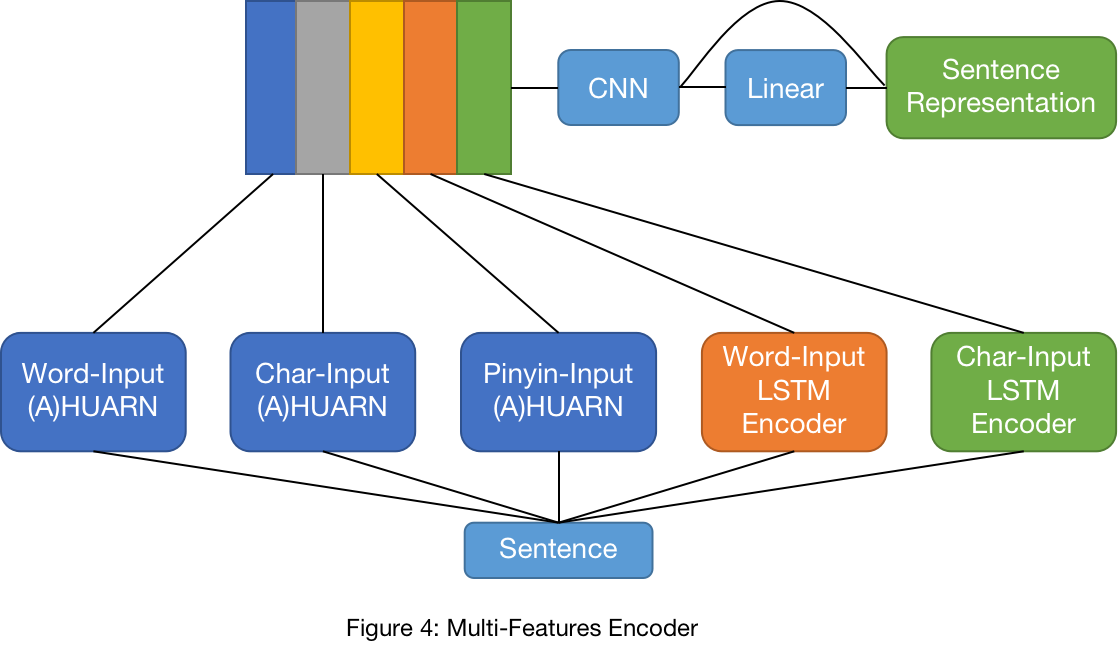 CNN
Linear
Sentence
Representation
Word-Input
(A)HUARN
Char-Input
(A)HUARN
Pinyin-Input
(A)HUARN
Word-Input
LSTM
Encoder
Char-Input
LSTM
Encoder
Sentence
Figure 4: Multi-Features Encoder